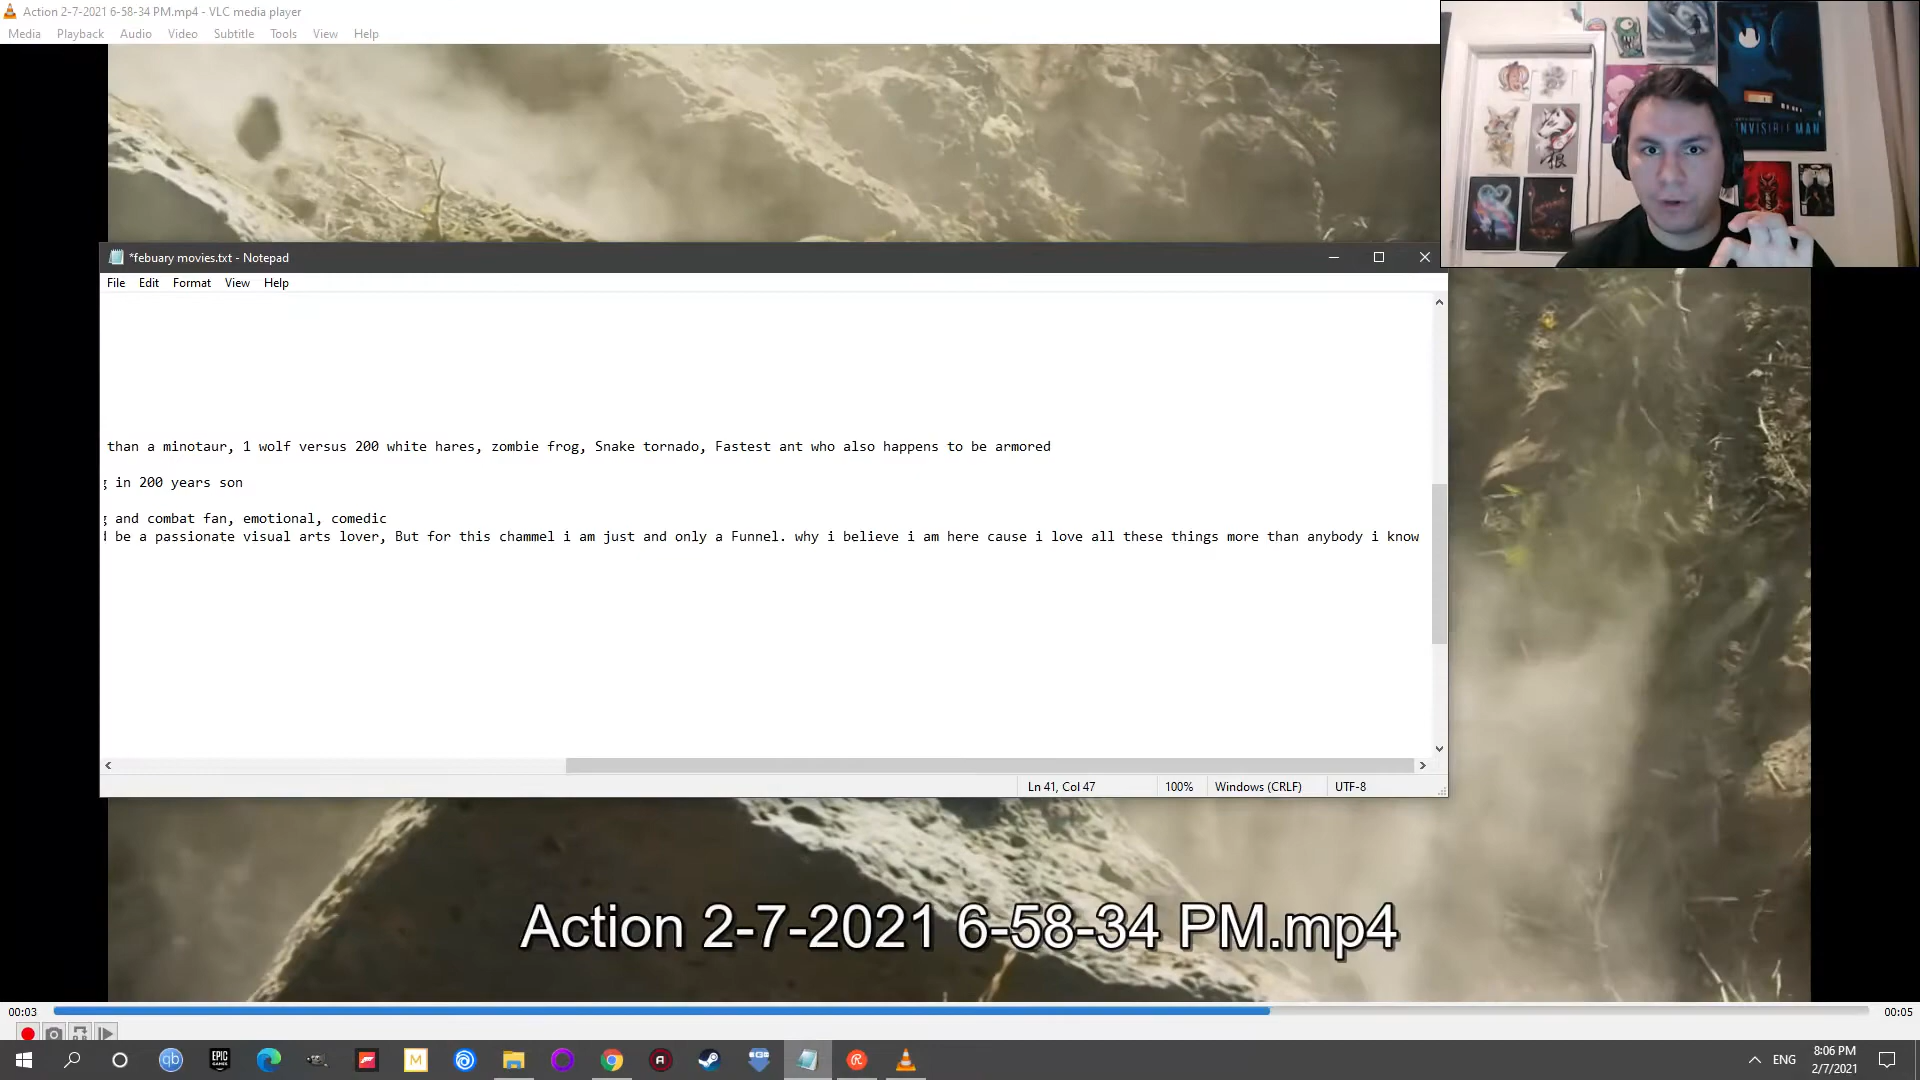 Action 2-7-2021 6-58-34 PM.mp4 - VLC media player
Media Playback Audio Video Subtitle Tools View Help
INVISIBLE MAN
*febuary movies.txt - Notepad
File Edit Format View Help
than a minotaur, 1 wolf versus 200 white hares, zombie frog, Snake tornado, Fastest ant who also happens to be armored
in 200 years son
and combat fan, emotional, comedic
be a passionate visual arts lover, But for this chammel i am just and only a Funnel. why i believe i am here cause i love all these things more than anybody i know
Ln 41, Col 47 100% Windows (CRLF) UTF-8
Action 2-7-2021 6-58-34 PM.mp4
00:03 00:05
qb
EPIC GAMES
M
ENG
8:06 PM
2/7/2021